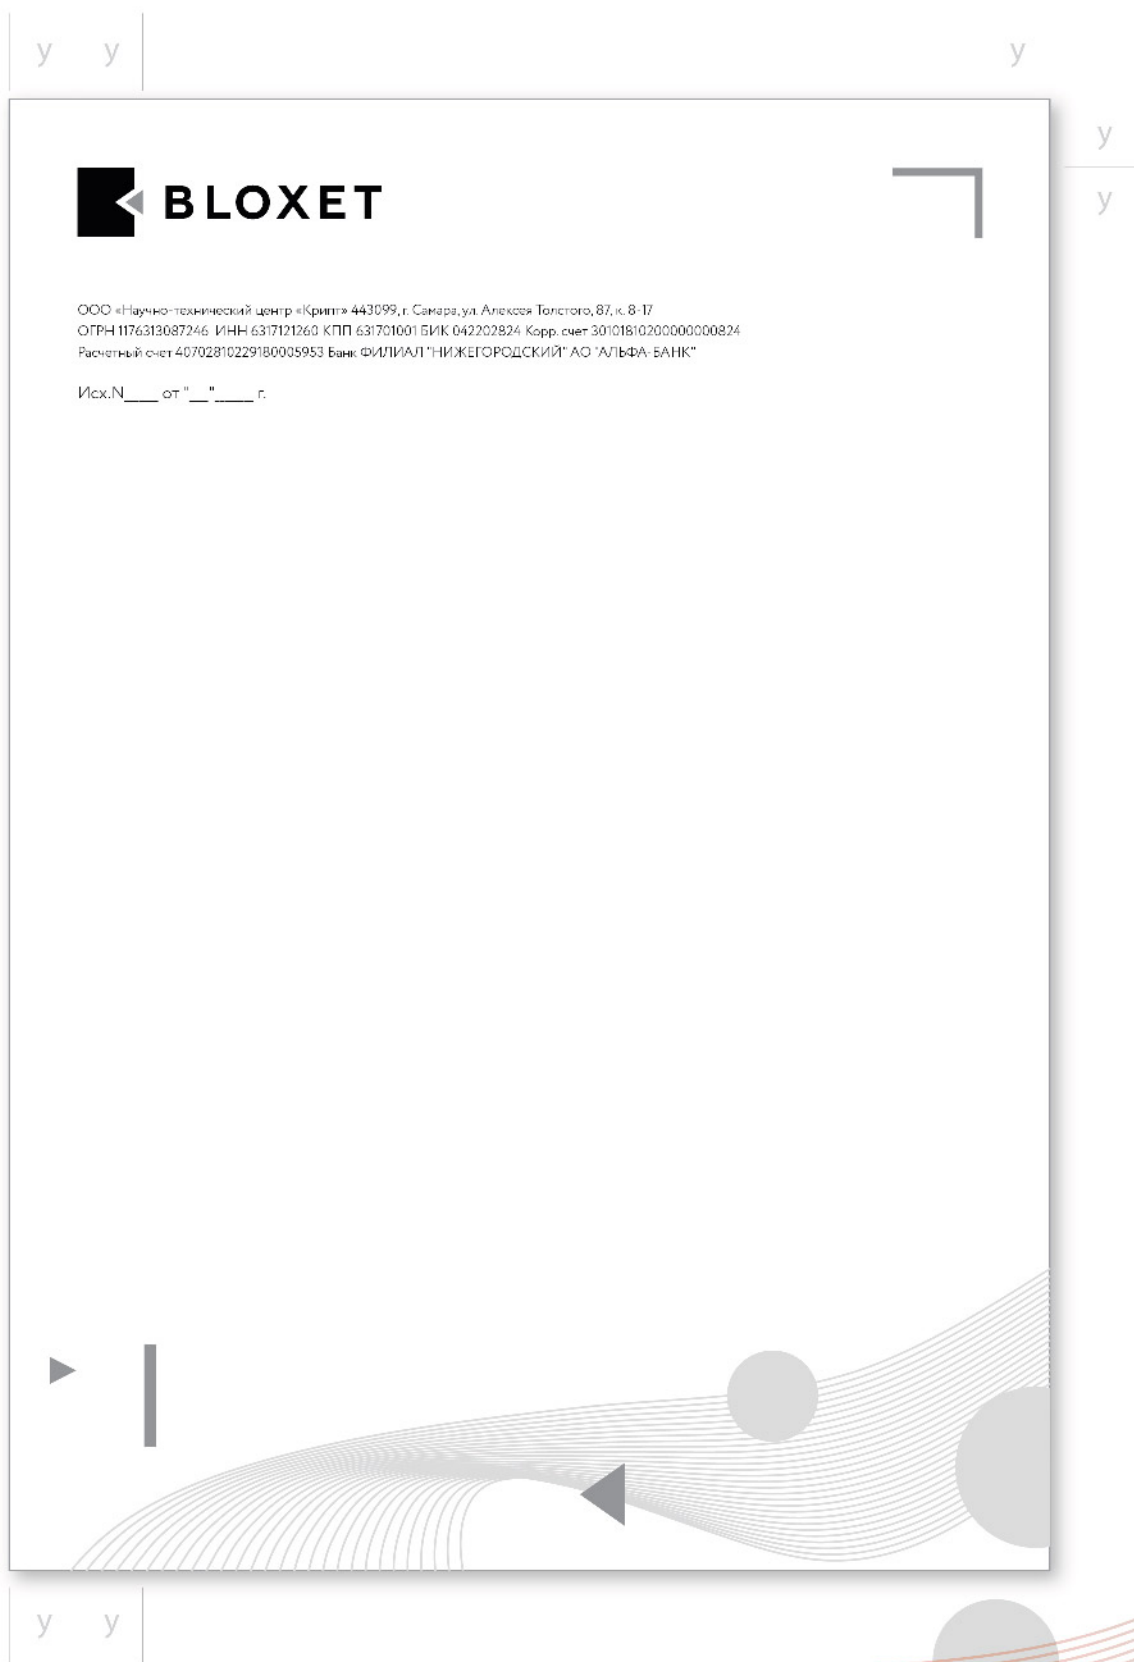 y y y
y
BLOXET
y
ООО «Научно-технический центр «Крипт» 443099, г. Самара, ул. Алексея Толстого, 87, к. 8-17
ОГРН 1176313087246 ИНН 6317121260 КПП 631701001 БИК 042202824 Корр. счет 30101810200000000824
Расчетный счет 40702810229180005953 Банк ФИЛИАЛ "НИЖЕГОРОДСКИЙ" АО "АЛЬФА-БАНК"
Исх.N____ от "__"_____ г.
y y